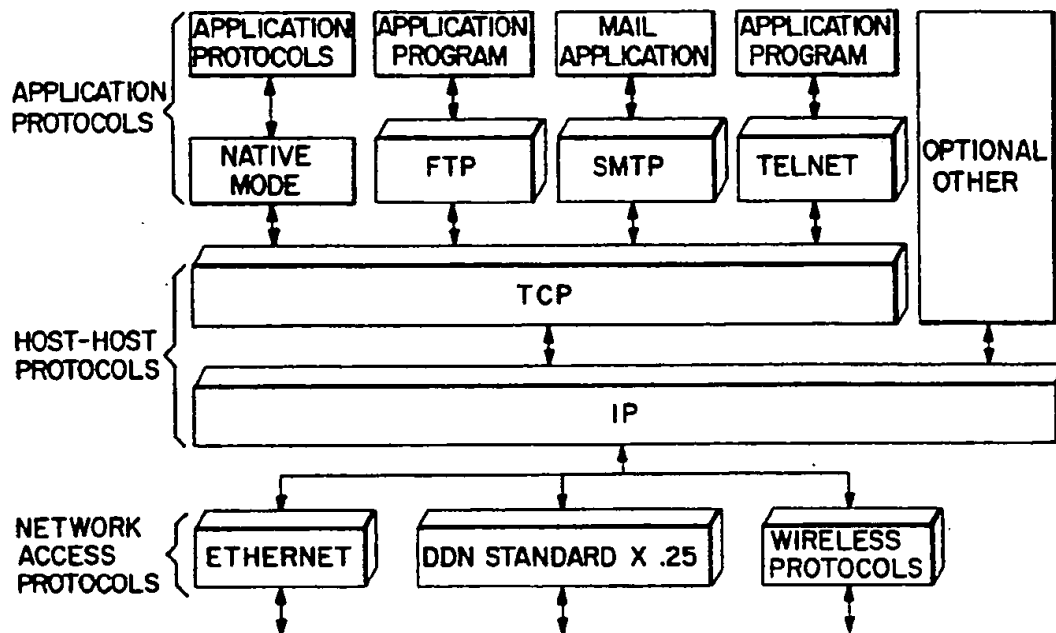 APPLICATION
PROTOCOLS
APPLICATION
PROGRAM
MAIL
APPLICATION
APPLICATION
PROGRAM
APPLICATION
PROTOCOLS
NATIVE
MODE
FTP
SMTP
TELNET
OPTIONAL
OTHER
TCP
HOST-HOST
PROTOCOLS
IP
NETWORK
ACCESS
PROTOCOLS
ETHERNET
DDN STANDARD X .25
WIRELESS
PROTOCOLS